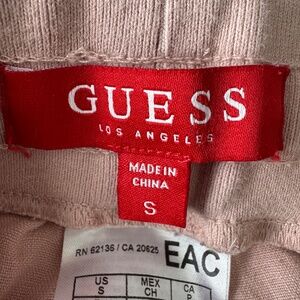 GUESS
LOS ANGELES
MADE IN
CHINA
S
RN 62136 / CA 20625 EAC
US MEX CA
S CH P